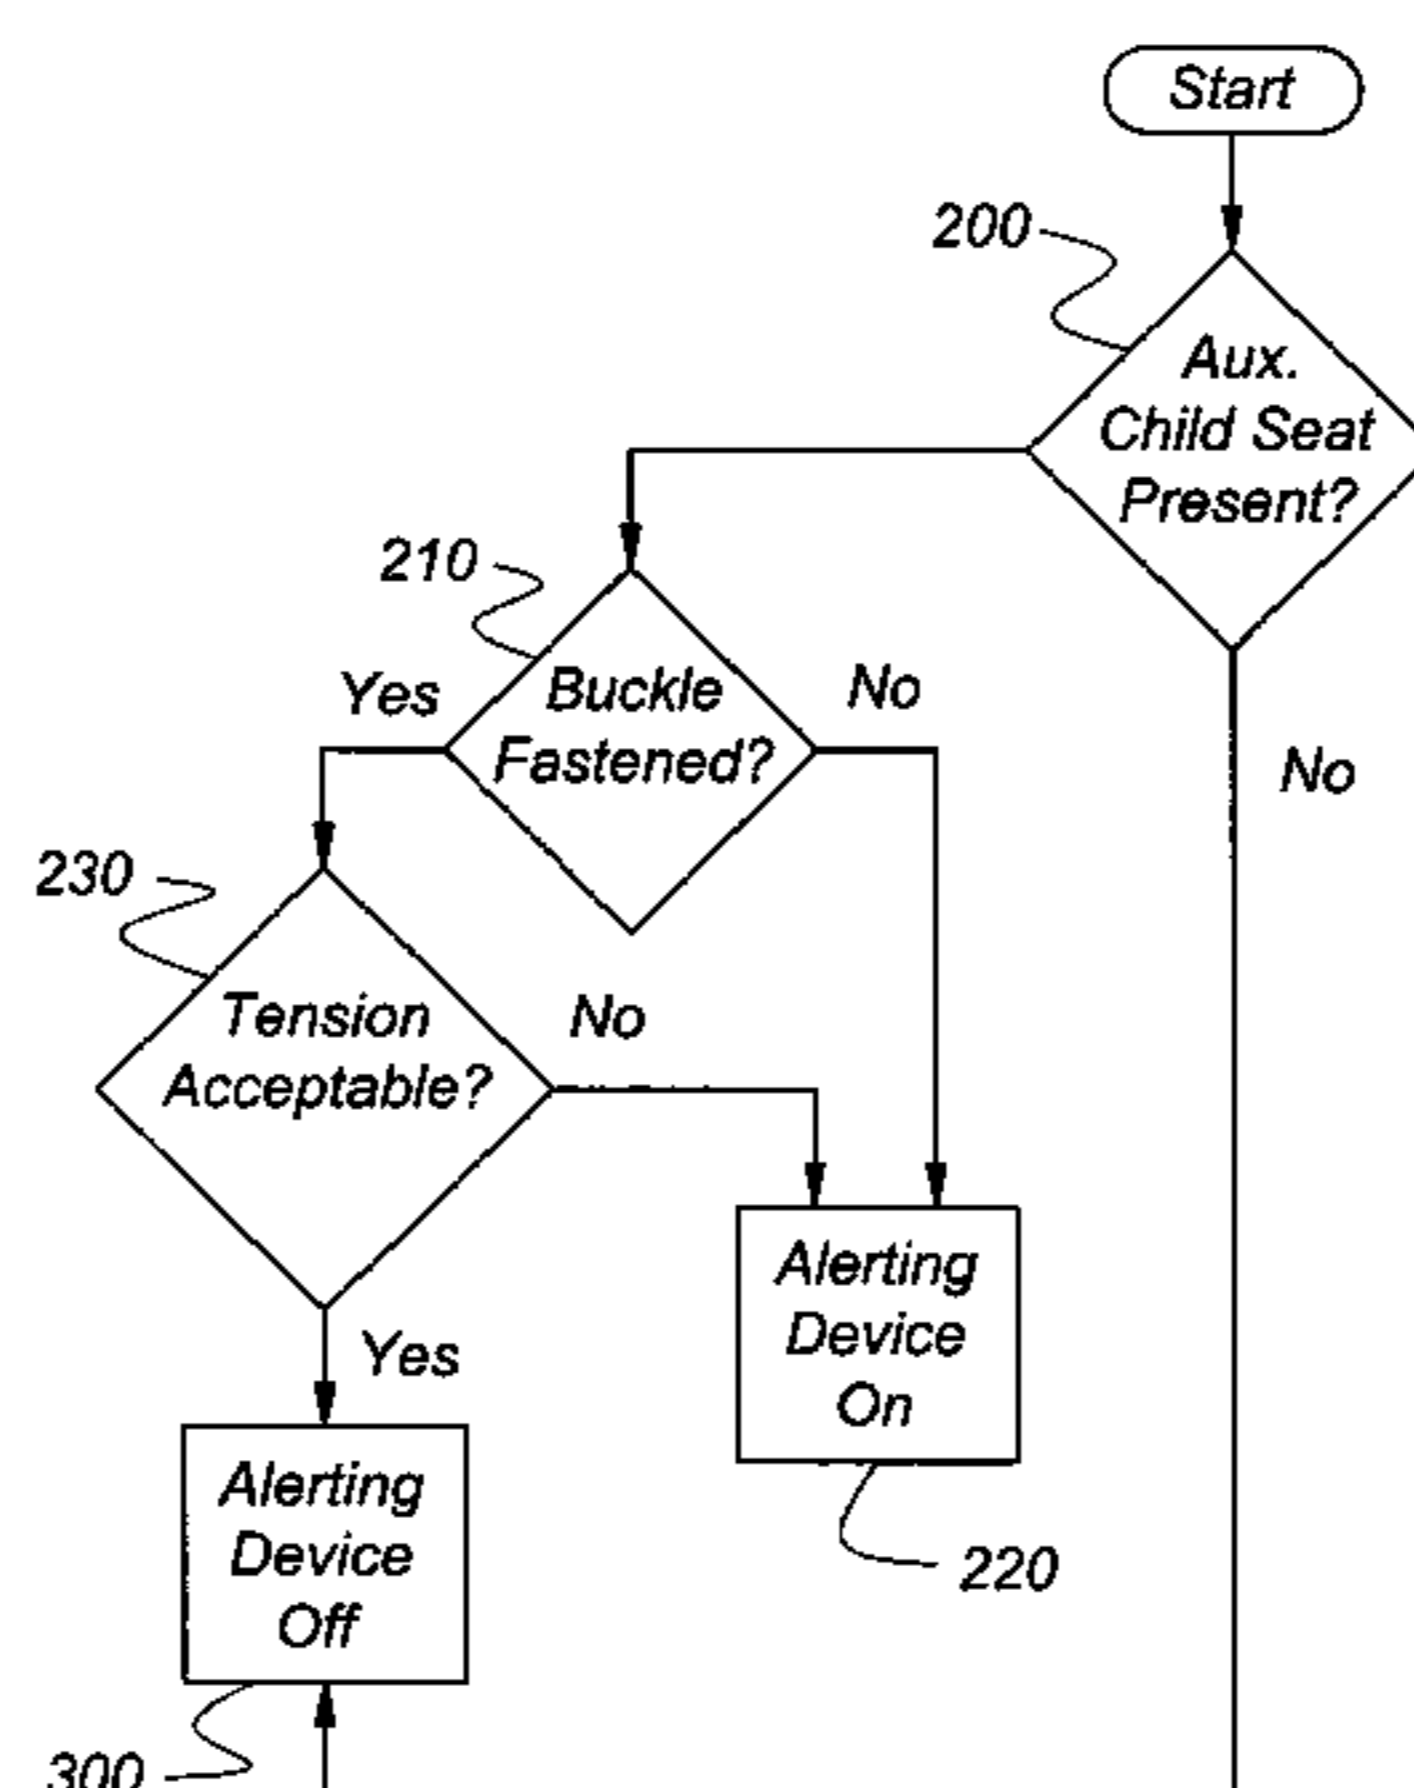 Start
200
Aux.
Child Seat
Present?
210
Yes
Buckle
Fastened?
No
No
230
Tension
Acceptable?
No
Yes
Alerting
Device
On
220
Alerting
Device
Off
300